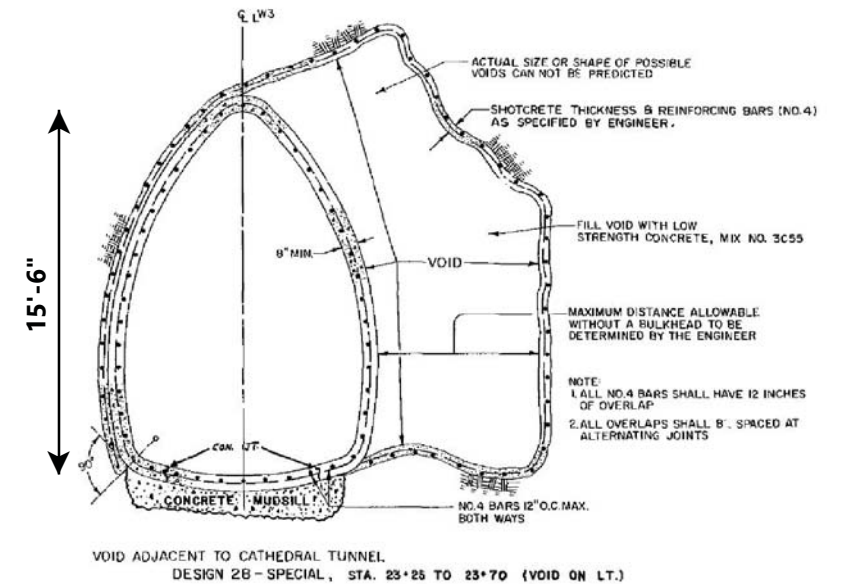 ℄ LW3
ACTUAL SIZE OR SHAPE OF POSSIBLE
VOIDS CAN NOT BE PREDICTED
SHOTCRETE THICKNESS & REINFORCING BARS (NO.4)
AS SPECIFIED BY ENGINEER.
15'-6"
8" MIN.
VOID
FILL VOID WITH LOW
STRENGTH CONCRETE, MIX NO. 3C55
MAXIMUM DISTANCE ALLOWABLE
WITHOUT A BULKHEAD TO BE
DETERMINED BY THE ENGINEER
NOTE:
1. ALL NO.4 BARS SHALL HAVE 12 INCHES
OF OVERLAP
2. ALL OVERLAPS SHALL B'. SPACED AT
ALTERNATING JOINTS
CON. JT.
CONCRETE MUDSILL
NO.4 BARS 12" O.C. MAX.
BOTH WAYS
VOID ADJACENT TO CATHEDRAL TUNNEL
DESIGN 2B - SPECIAL, STA. 23+25 TO 23+70 (VOID ON LT.)